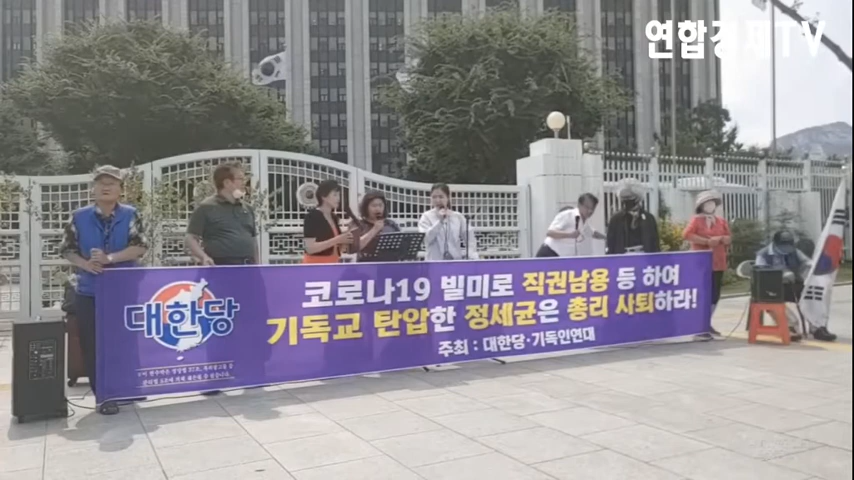 연합경제TV
대한당
코로나19 빌미로 직권남용 등 하여
기독교 탄압한 정세균은 총리 사퇴하라!
주최 : 대한당·기독인연대